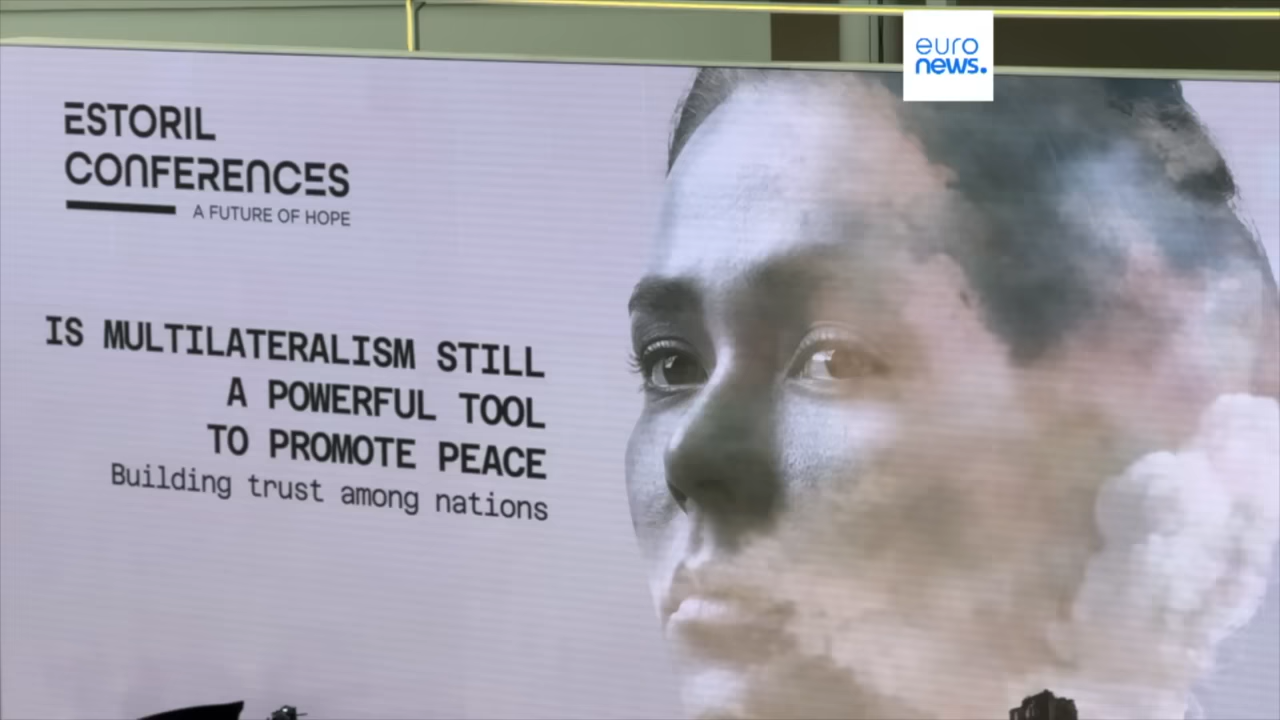 euro
news.
ESTORIL
CONFERENCES
A FUTURE OF HOPE
IS MULTILATERALISM STILL
A POWERFUL TOOL
TO PROMOTE PEACE
Building trust among nations